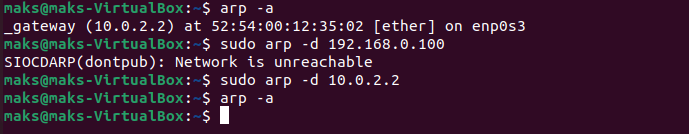 maks@maks-VirtualBox:~$ arp -a
_gateway (10.0.2.2) at 52:54:00:12:35:02 [ether] on enp0s3
maks@maks-VirtualBox:~$ sudo arp -d 192.168.0.100
SIOCDARP(dontpub): Network is unreachable
maks@maks-VirtualBox:~$ sudo arp -d 10.0.2.2
maks@maks-VirtualBox:~$ arp -a
maks@maks-VirtualBox:~$